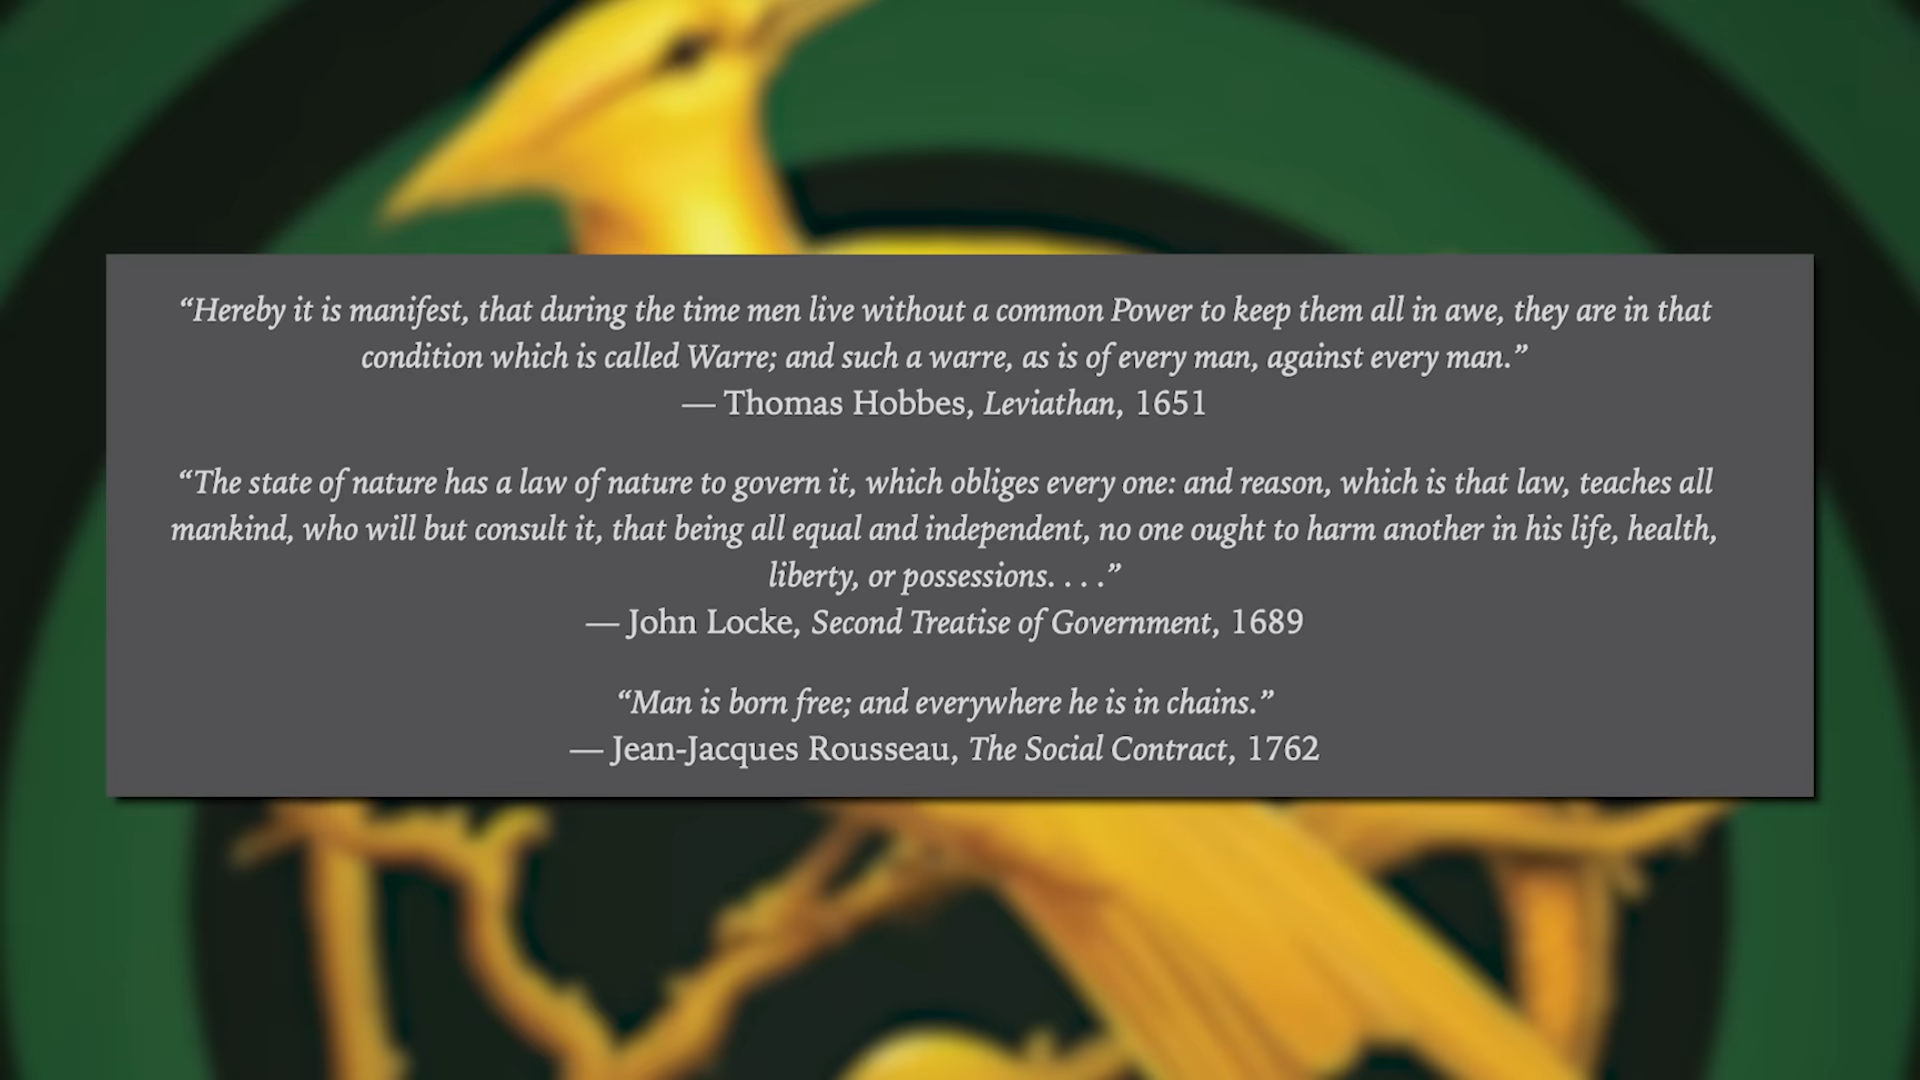 “Hereby it is manifest, that during the time men live without a common Power to keep them all in awe, they are in that
condition which is called Warre; and such a warre, as is of every man, against every man.”
— Thomas Hobbes, Leviathan, 1651
“The state of nature has a law of nature to govern it, which obliges every one: and reason, which is that law, teaches all
mankind, who will but consult it, that being all equal and independent, no one ought to harm another in his life, health,
liberty, or possessions. . . .”
— John Locke, Second Treatise of Government, 1689
“Man is born free; and everywhere he is in chains.”
— Jean-Jacques Rousseau, The Social Contract, 1762